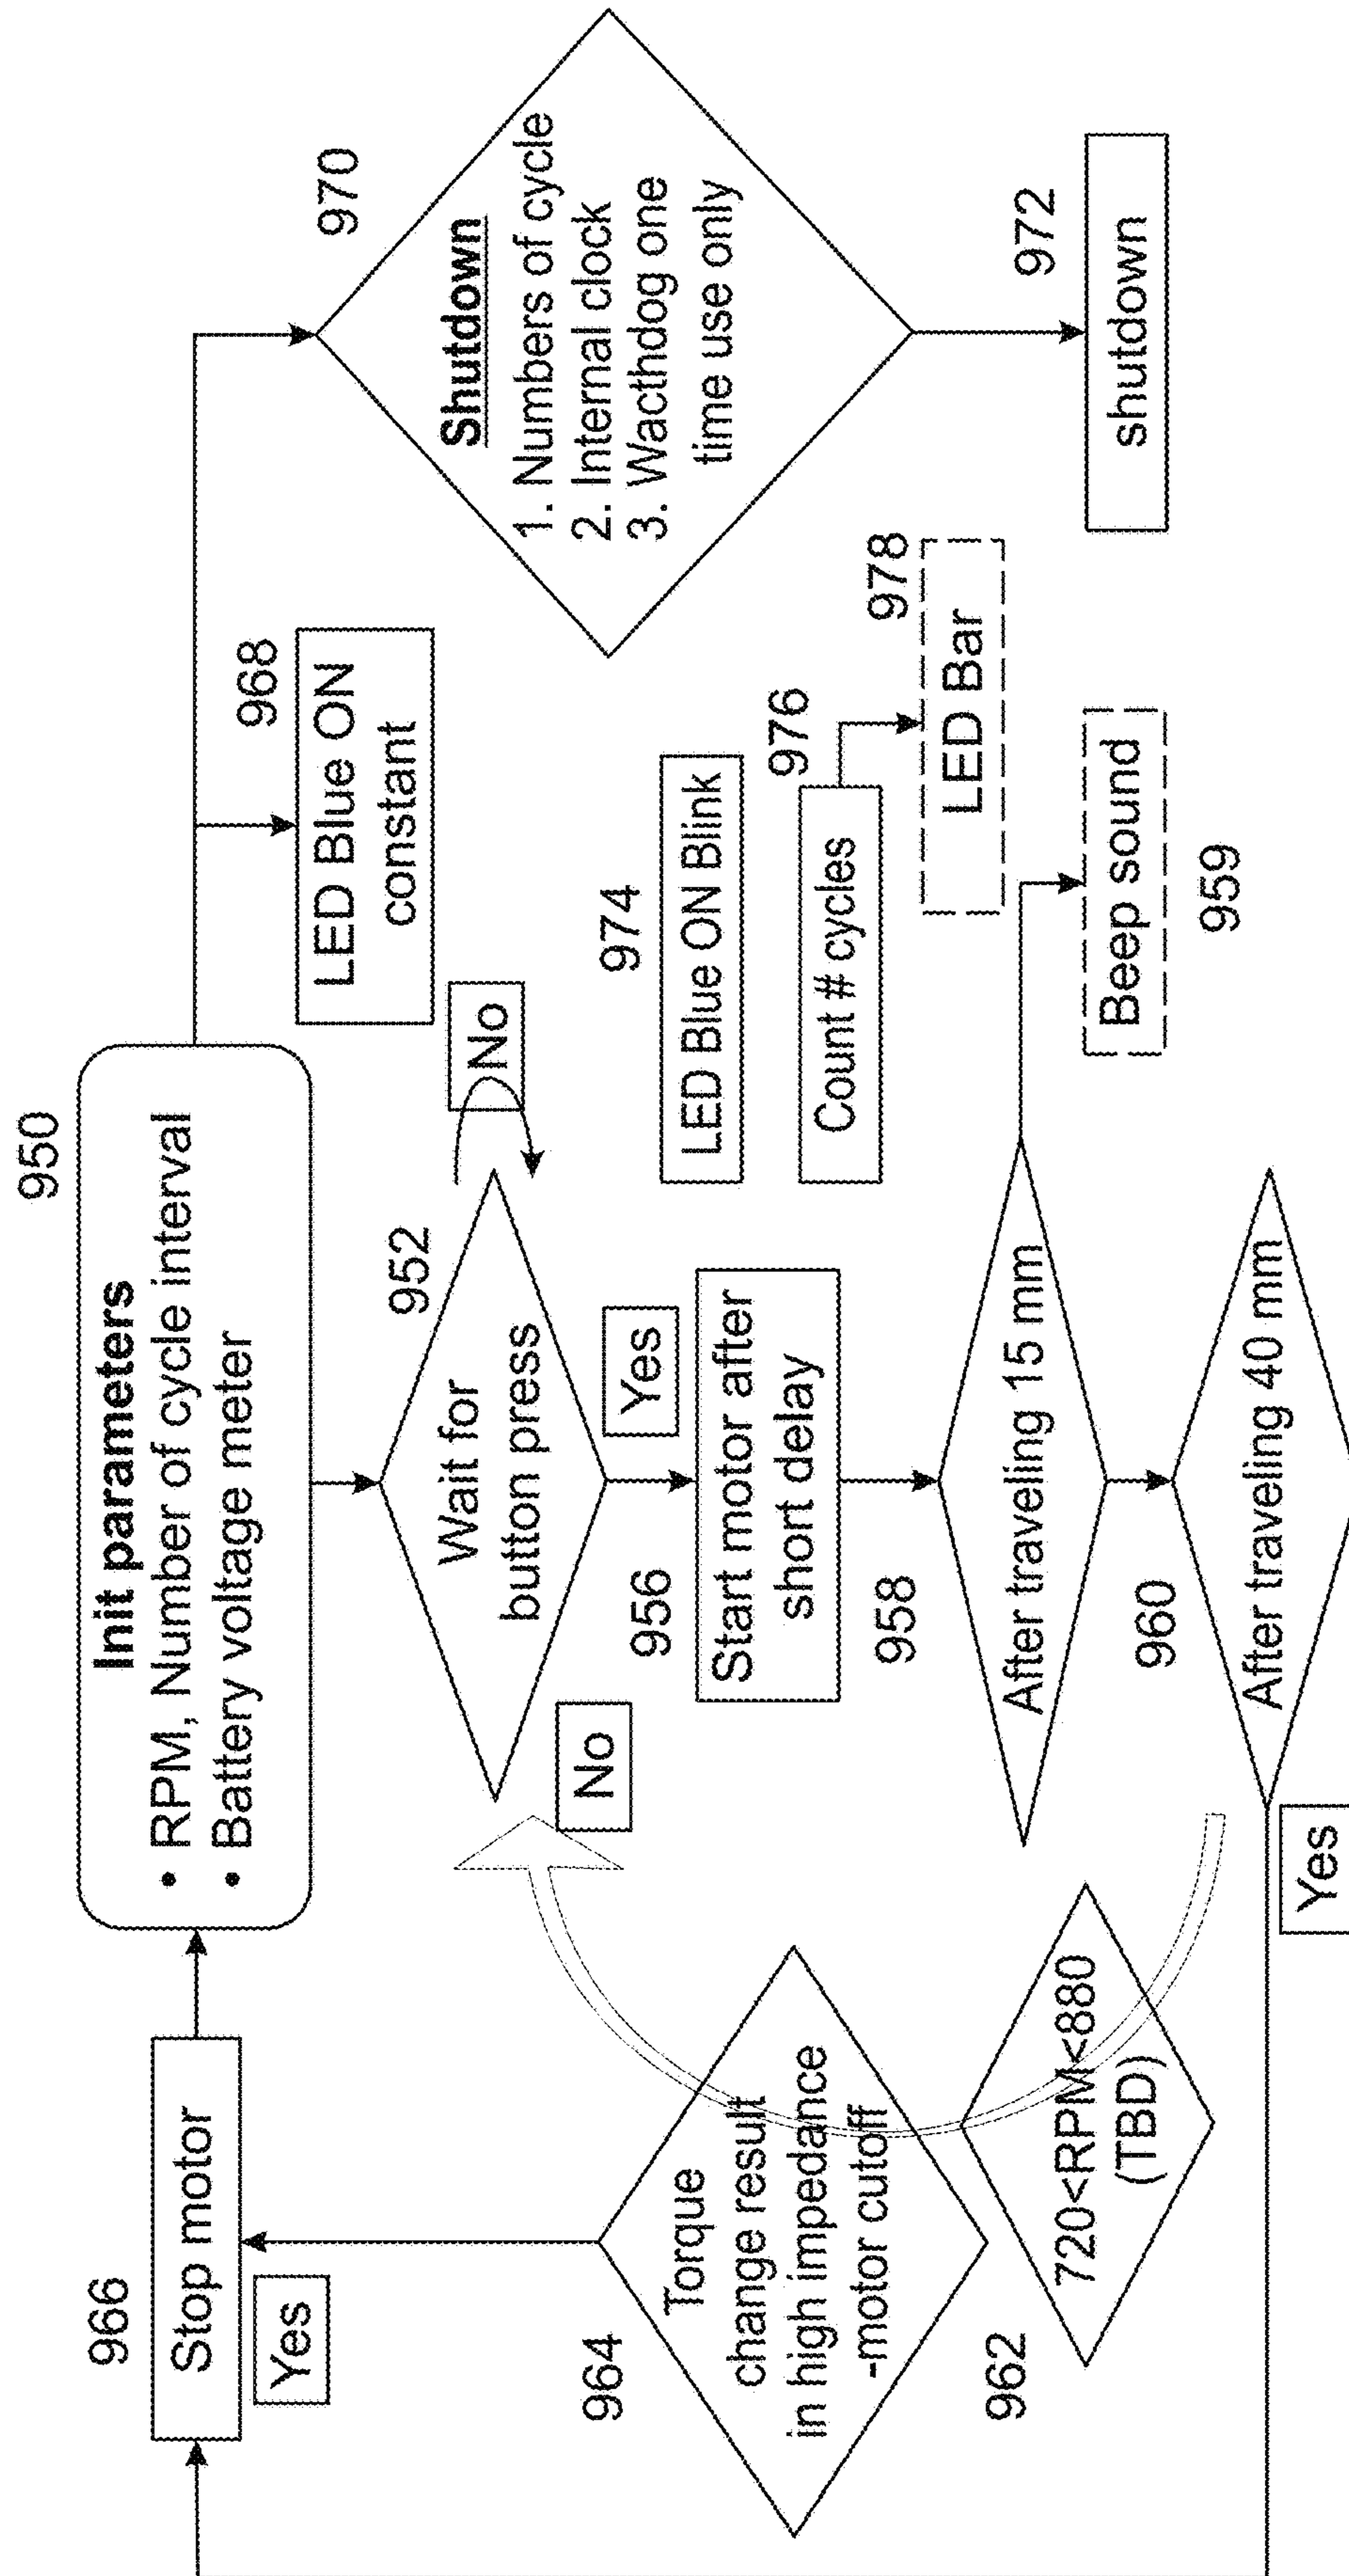 950
Init parameters
• RPM, Number of cycle interval
• Battery voltage meter
966
Stop motor
Yes
968
LED Blue ON
constant
970
Shutdown
1. Numbers of cycle
2. Internal clock
3. Wacthdog one
time use only
972
shutdown
952
Wait for
button press
No
No
Yes
956
Start motor after
short delay
974
LED Blue ON Blink
976
Count # cycles
978
LED Bar
958
After traveling 15 mm
Beep sound
959
960
After traveling 40 mm
Yes
964
Torque
change result
in high impedance
-motor cutoff
962
720<RPM<880
(TBD)